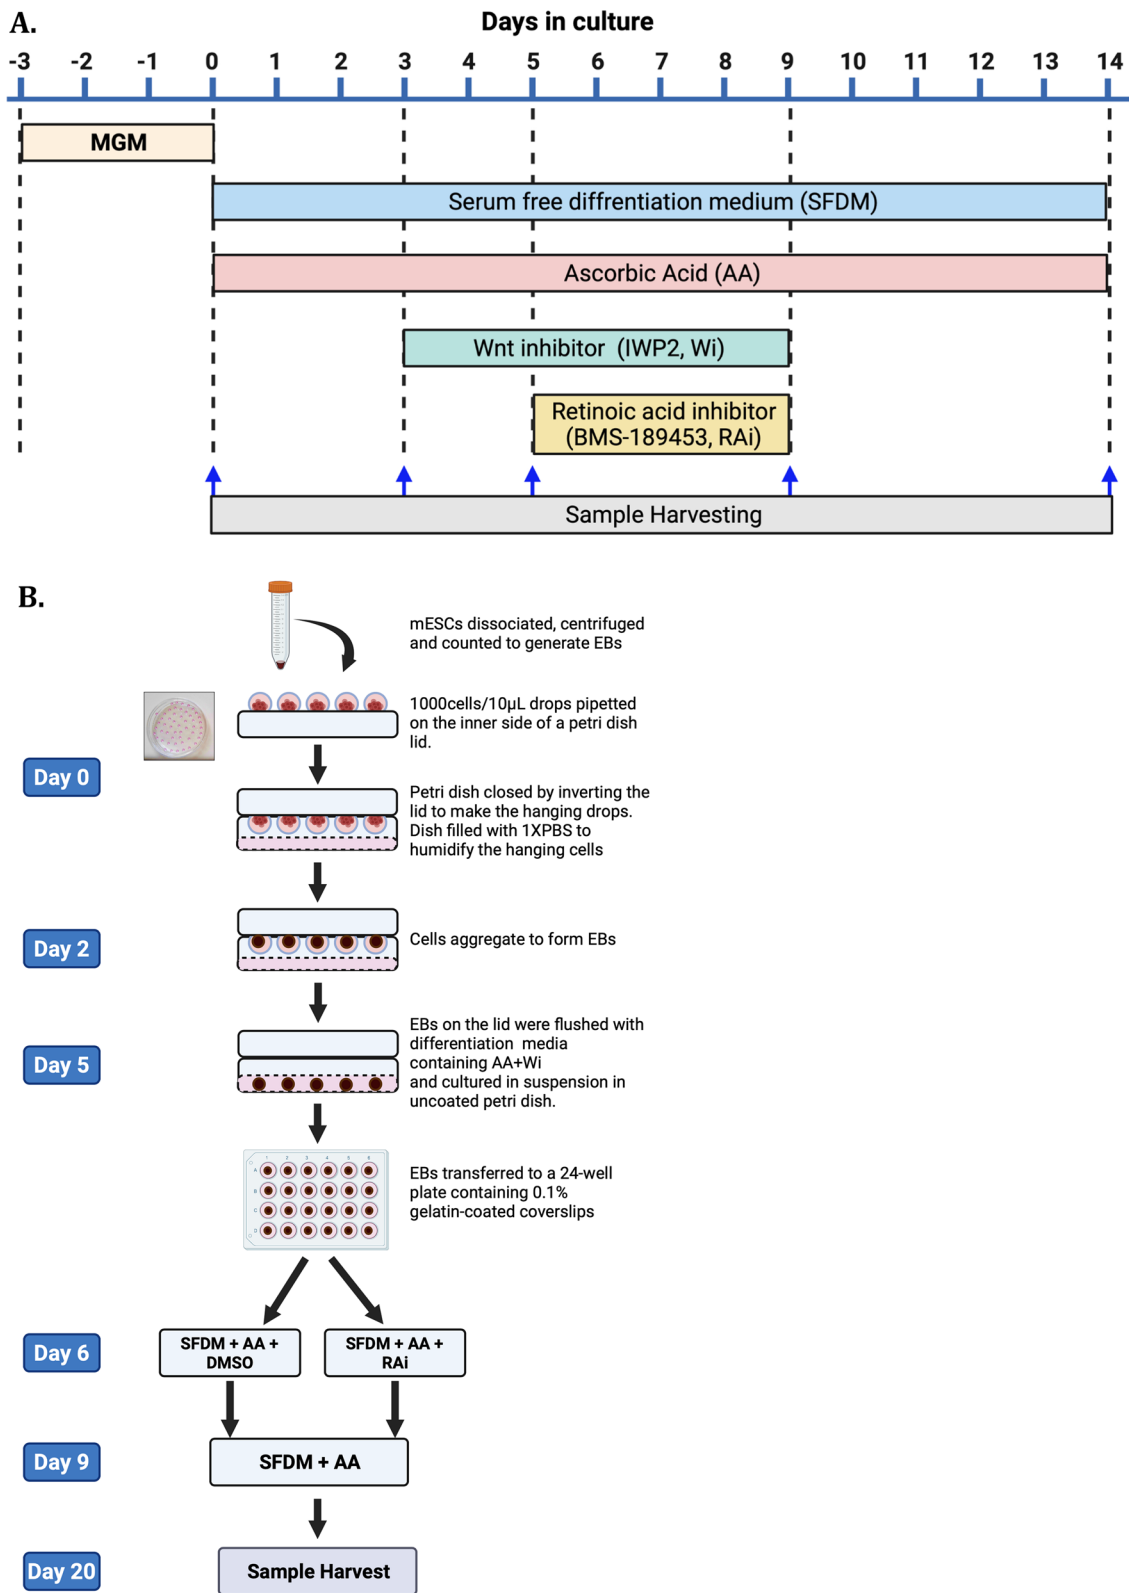 A.
Days in culture
-3 -2 -1 0 1 2 3 4 5 6 7 8 9 10 11 12 13 14
MGM
Serum free diffrentiation medium (SFDM)
Ascorbic Acid (AA)
Wnt inhibitor (IWP2, Wi)
Retinoic acid inhibitor
(BMS-189453, RAi)
Sample Harvesting
B.
mESCs dissociated, centrifuged
and counted to generate EBs
1000cells/10µL drops pipetted
on the inner side of a petri dish
lid.
Day 0
Petri dish closed by inverting the
lid to make the hanging drops.
Dish filled with 1XPBS to
humidify the hanging cells
Day 2
Cells aggregate to form EBs
Day 5
EBs on the lid were flushed with
differentiation media
containing AA+Wi
and cultured in suspension in
uncoated petri dish.
1 2 3 4 5 6
A
B
C
D
EBs transferred to a 24-well
plate containing 0.1%
gelatin-coated coverslips
Day 6
SFDM + AA +
DMSO
SFDM + AA +
RAi
Day 9
SFDM + AA
Day 20
Sample Harvest